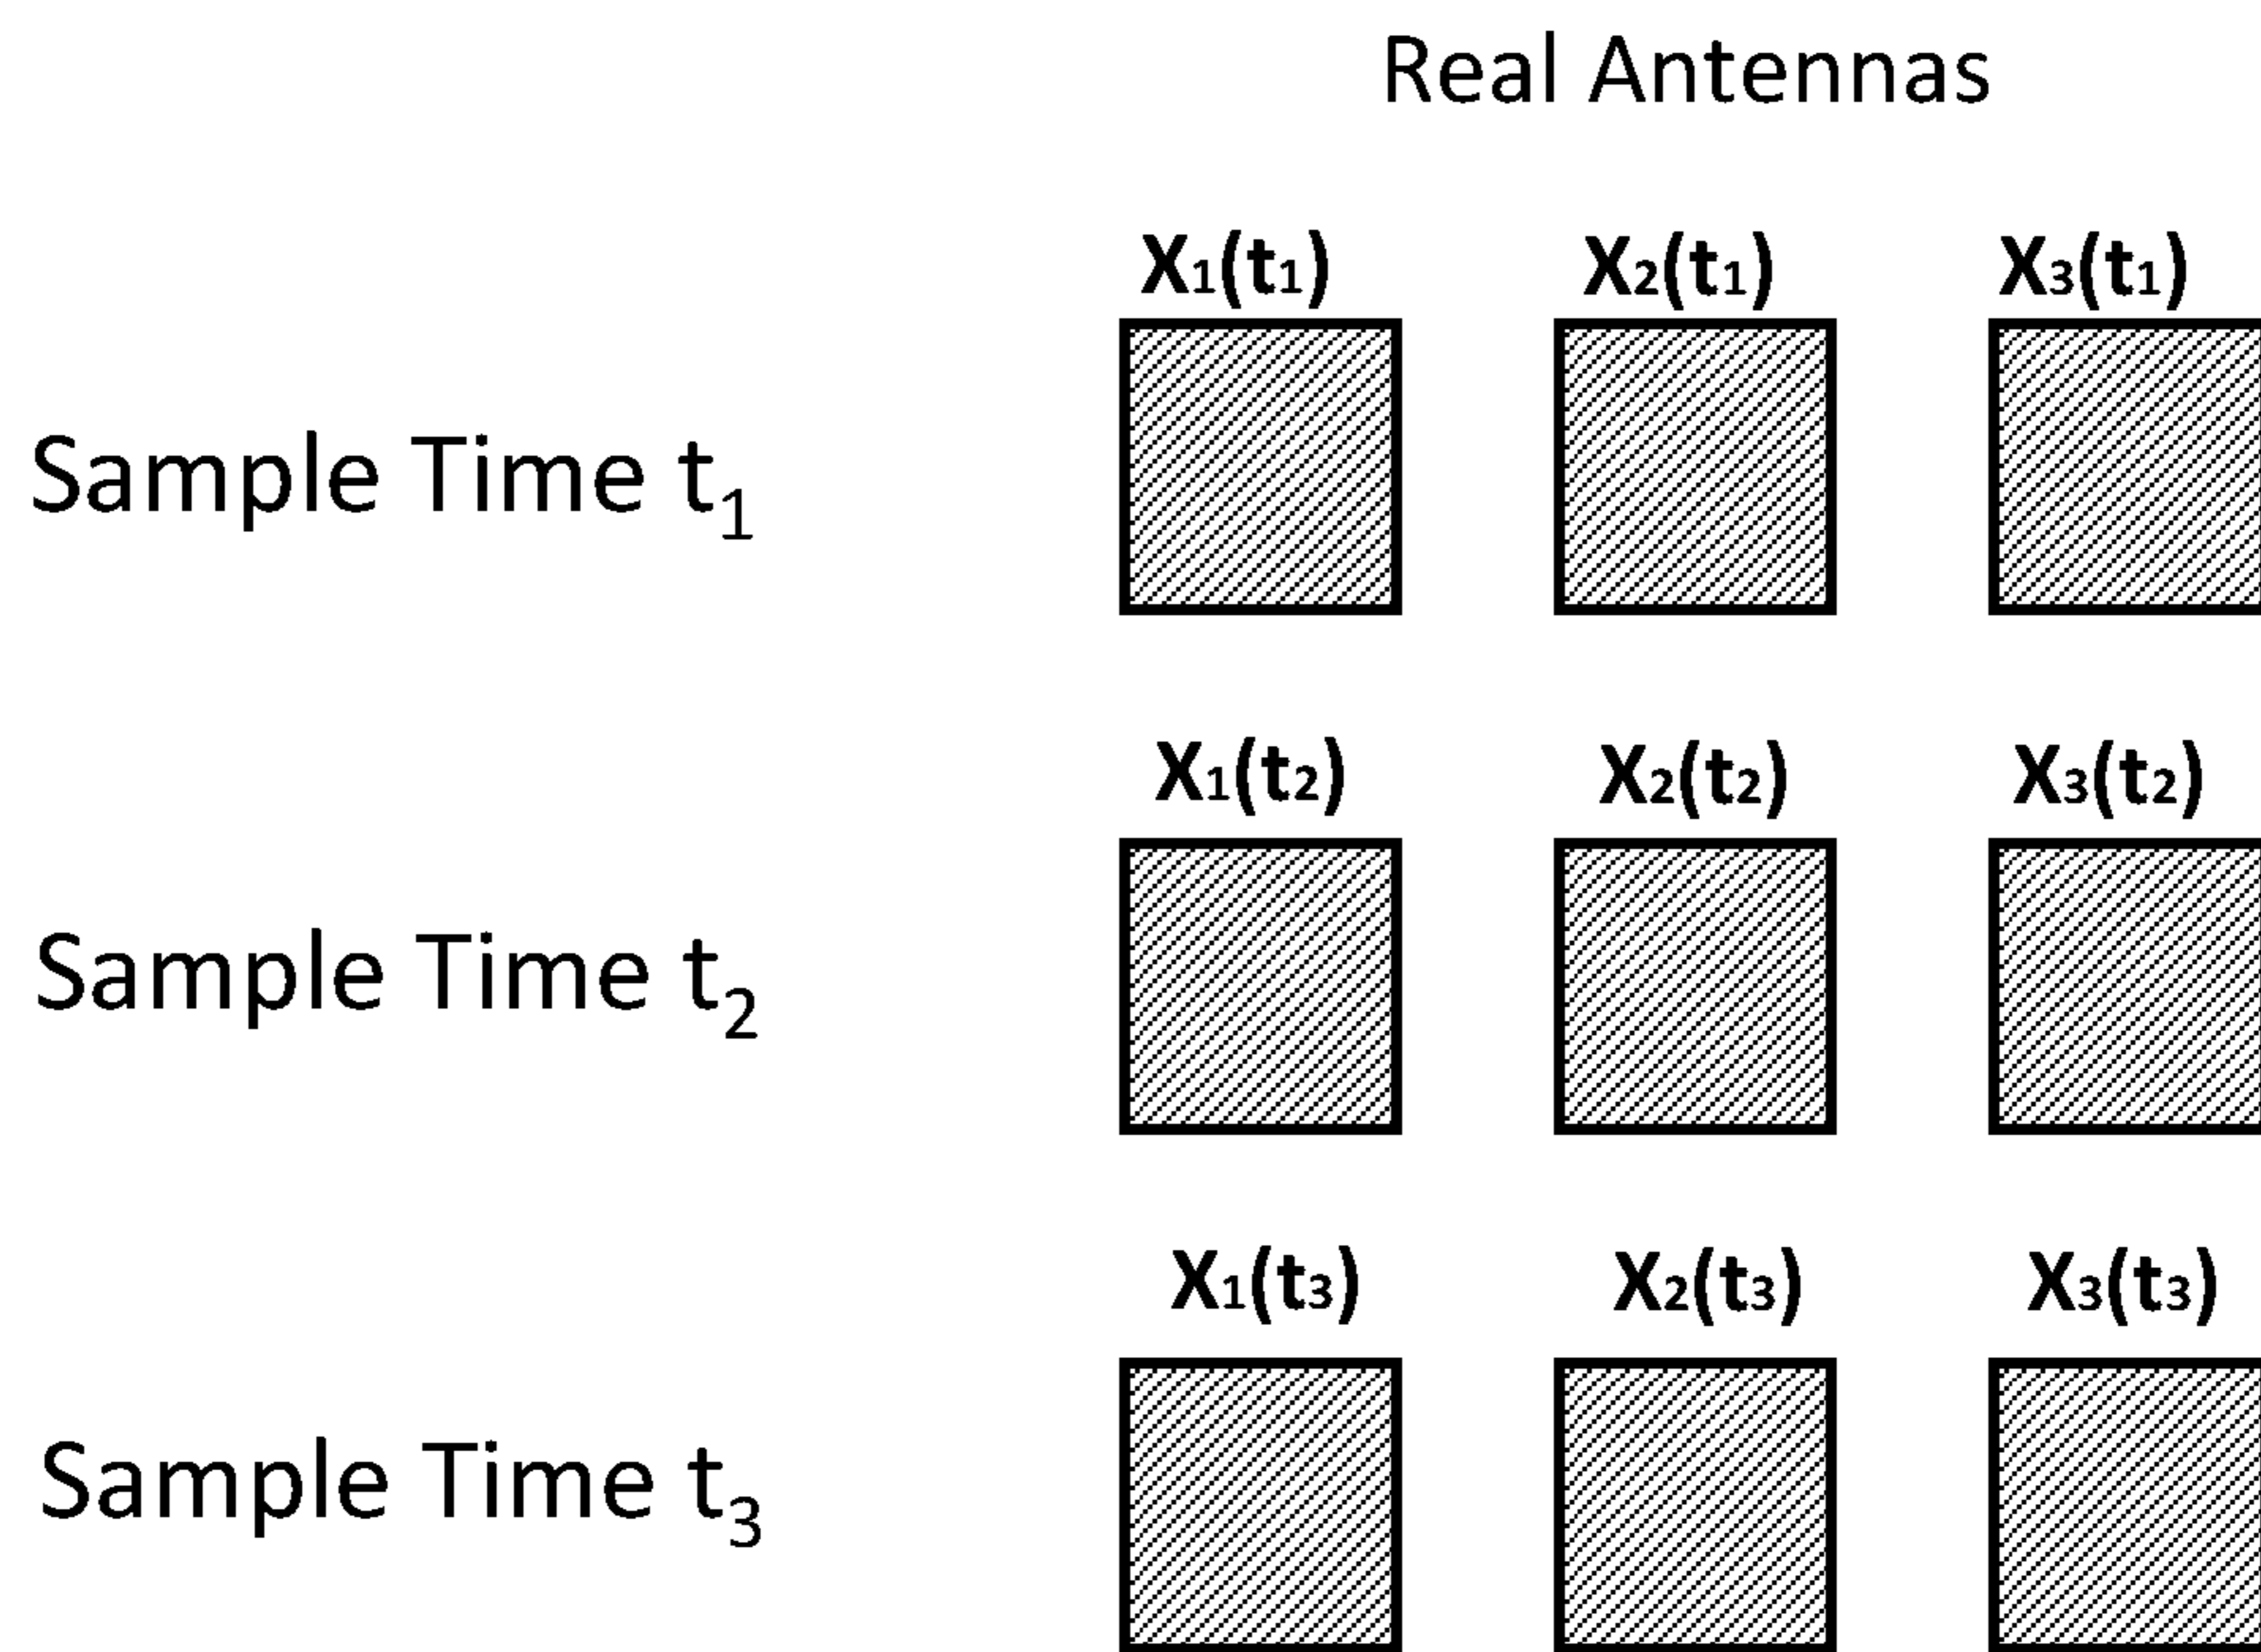 Real Antennas
X₁(t₁) X₂(t₁) X₃(t₁)
Sample Time t₁
X₁(t₂) X₂(t₂) X₃(t₂)
Sample Time t₂
X₁(t₃) X₂(t₃) X₃(t₃)
Sample Time t₃